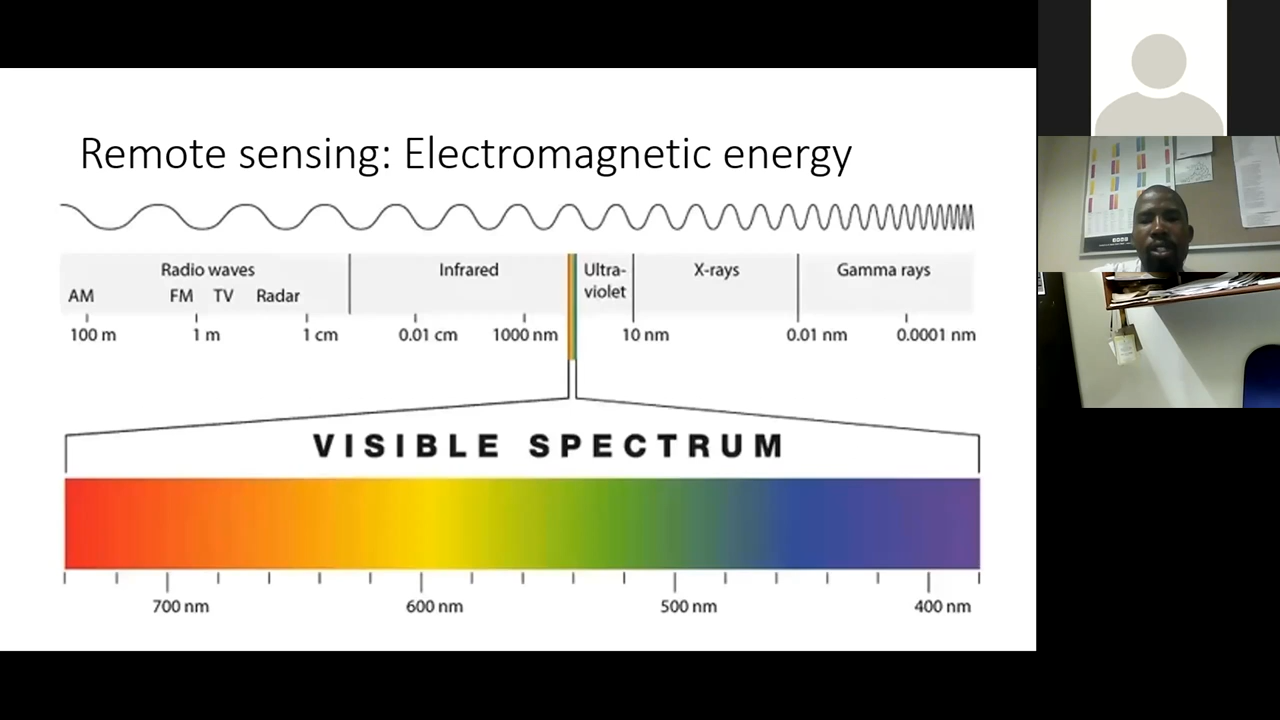 Remote sensing: Electromagnetic energy
Radio waves Infrared Ultra-
violet X-rays Gamma rays
AM FM TV Radar
100 m 1 m 1 cm 0.01 cm 1000 nm 10 nm 0.01 nm 0.0001 nm
VISIBLE SPECTRUM
700 nm 600 nm 500 nm 400 nm